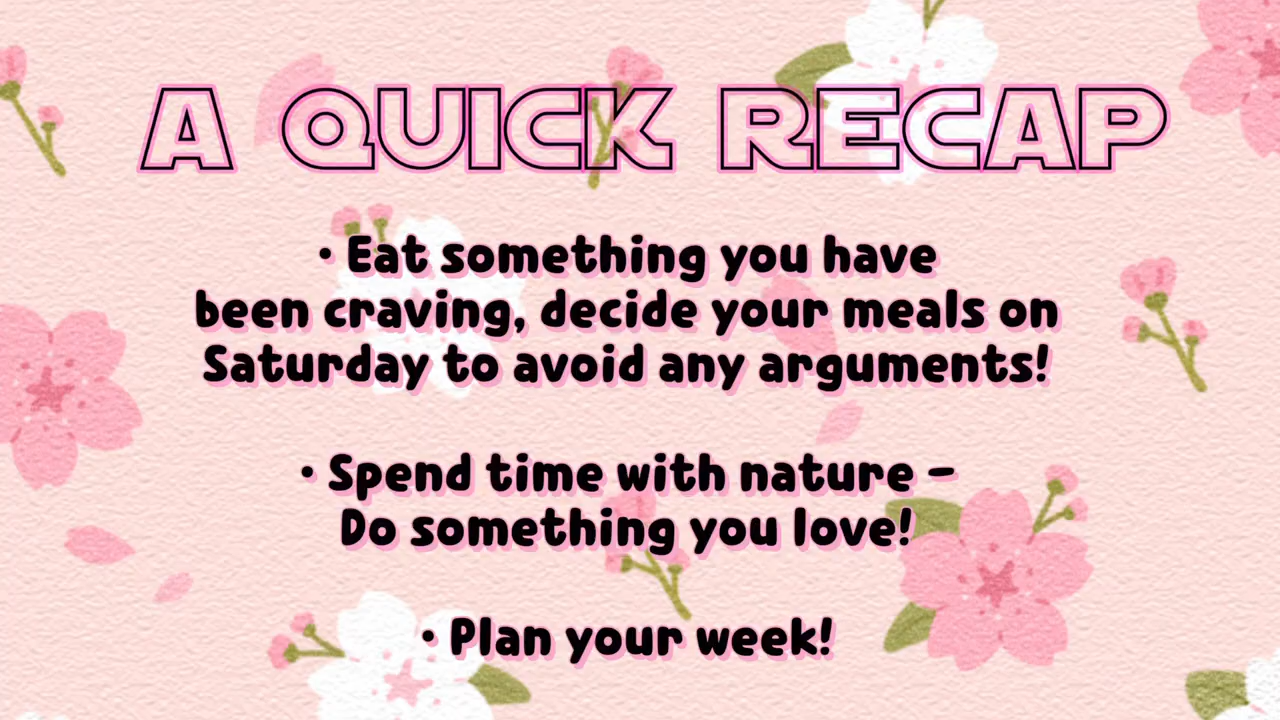 A QUICK RECAP
• Eat something you have
been craving, decide your meals on
Saturday to avoid any arguments!
• Spend time with nature –
Do something you love!
• Plan your week!